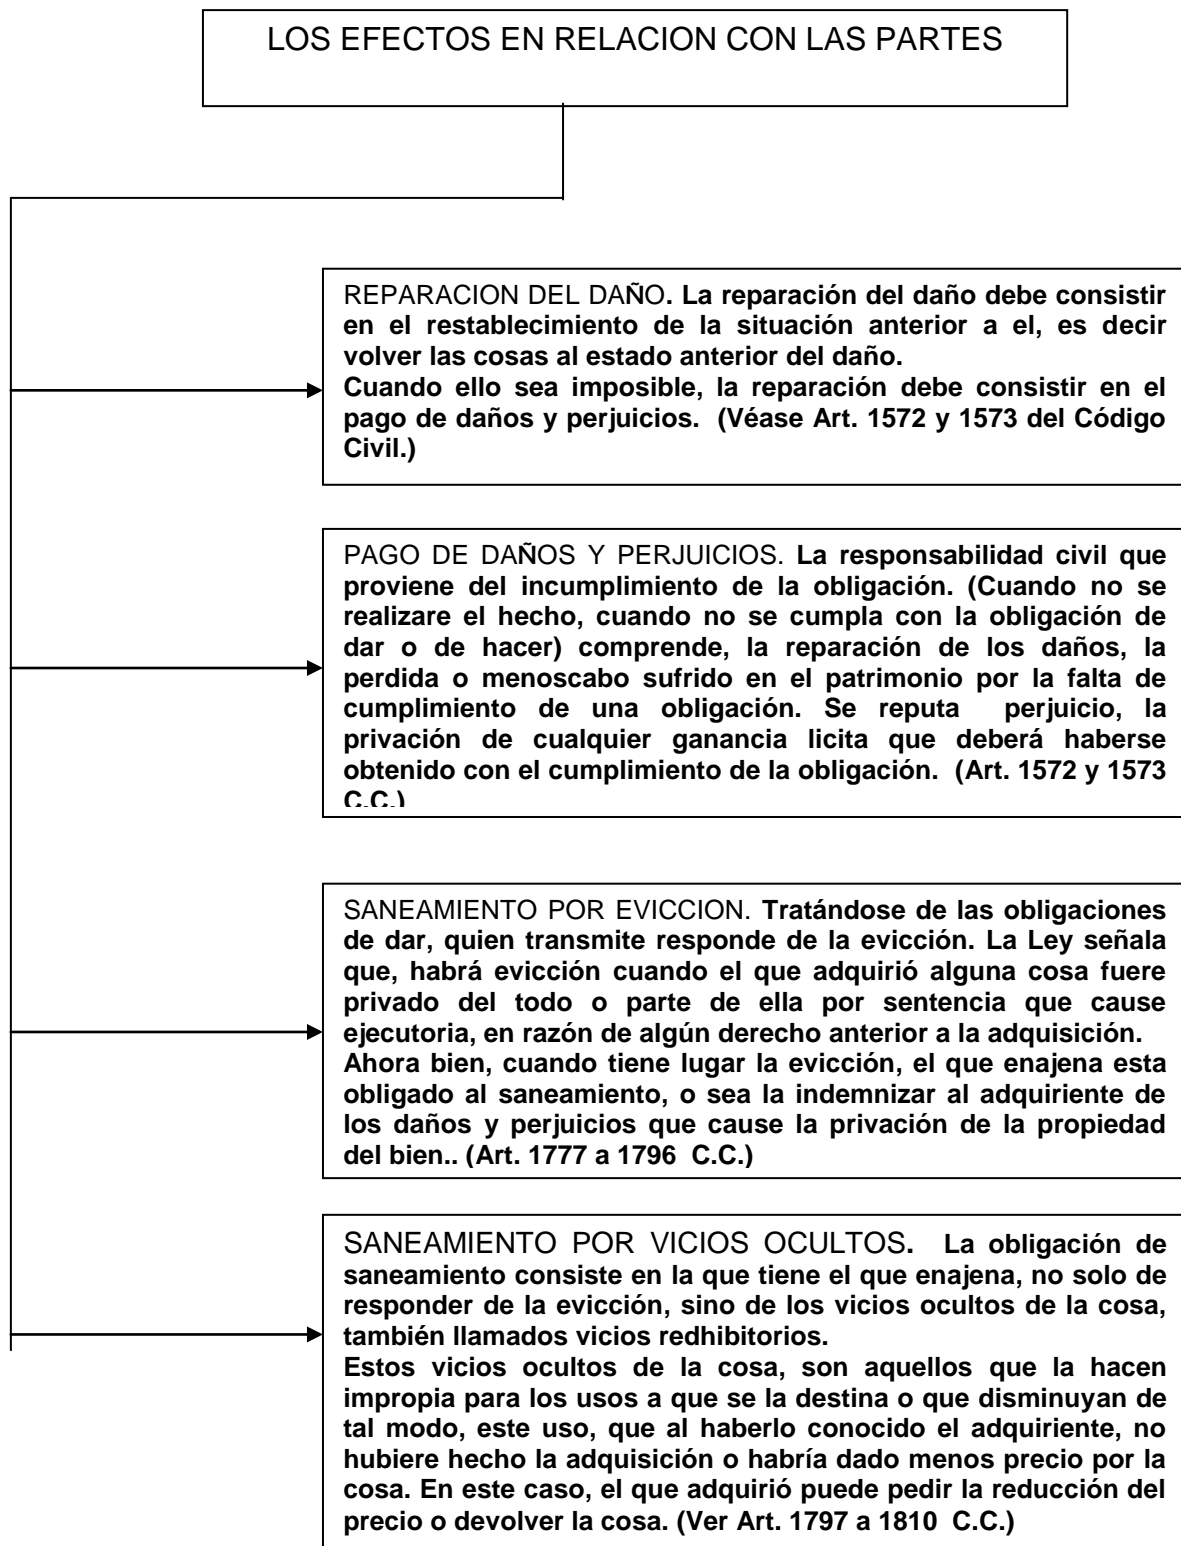 LOS EFECTOS EN RELACION CON LAS PARTES
REPARACION DEL DAÑO. La reparación del daño debe consistir
en el restablecimiento de la situación anterior a el, es decir
volver las cosas al estado anterior del daño.
Cuando ello sea imposible, la reparación debe consistir en el
pago de daños y perjuicios. (Véase Art. 1572 y 1573 del Código
Civil.)
PAGO DE DAÑOS Y PERJUICIOS. La responsabilidad civil que
proviene del incumplimiento de la obligación. (Cuando no se
realizare el hecho, cuando no se cumpla con la obligación de
dar o de hacer) comprende, la reparación de los daños, la
perdida o menoscabo sufrido en el patrimonio por la falta de
cumplimiento de una obligación. Se reputa perjuicio, la
privación de cualquier ganancia licita que deberá haberse
obtenido con el cumplimiento de la obligación. (Art. 1572 y 1573
C.C.)
SANEAMIENTO POR EVICCION. Tratándose de las obligaciones
de dar, quien transmite responde de la evicción. La Ley señala
que, habrá evicción cuando el que adquirió alguna cosa fuere
privado del todo o parte de ella por sentencia que cause
ejecutoria, en razón de algún derecho anterior a la adquisición.
Ahora bien, cuando tiene lugar la evicción, el que enajena esta
obligado al saneamiento, o sea la indemnizar al adquiriente de
los daños y perjuicios que cause la privación de la propiedad
del bien.. (Art. 1777 a 1796 C.C.)
SANEAMIENTO POR VICIOS OCULTOS. La obligación de
saneamiento consiste en la que tiene el que enajena, no solo de
responder de la evicción, sino de los vicios ocultos de la cosa,
también llamados vicios redhibitorios.
Estos vicios ocultos de la cosa, son aquellos que la hacen
impropia para los usos a que se la destina o que disminuyan de
tal modo, este uso, que al haberlo conocido el adquiriente, no
hubiere hecho la adquisición o habría dado menos precio por la
cosa. En este caso, el que adquirió puede pedir la reducción del
precio o devolver la cosa. (Ver Art. 1797 a 1810 C.C.)